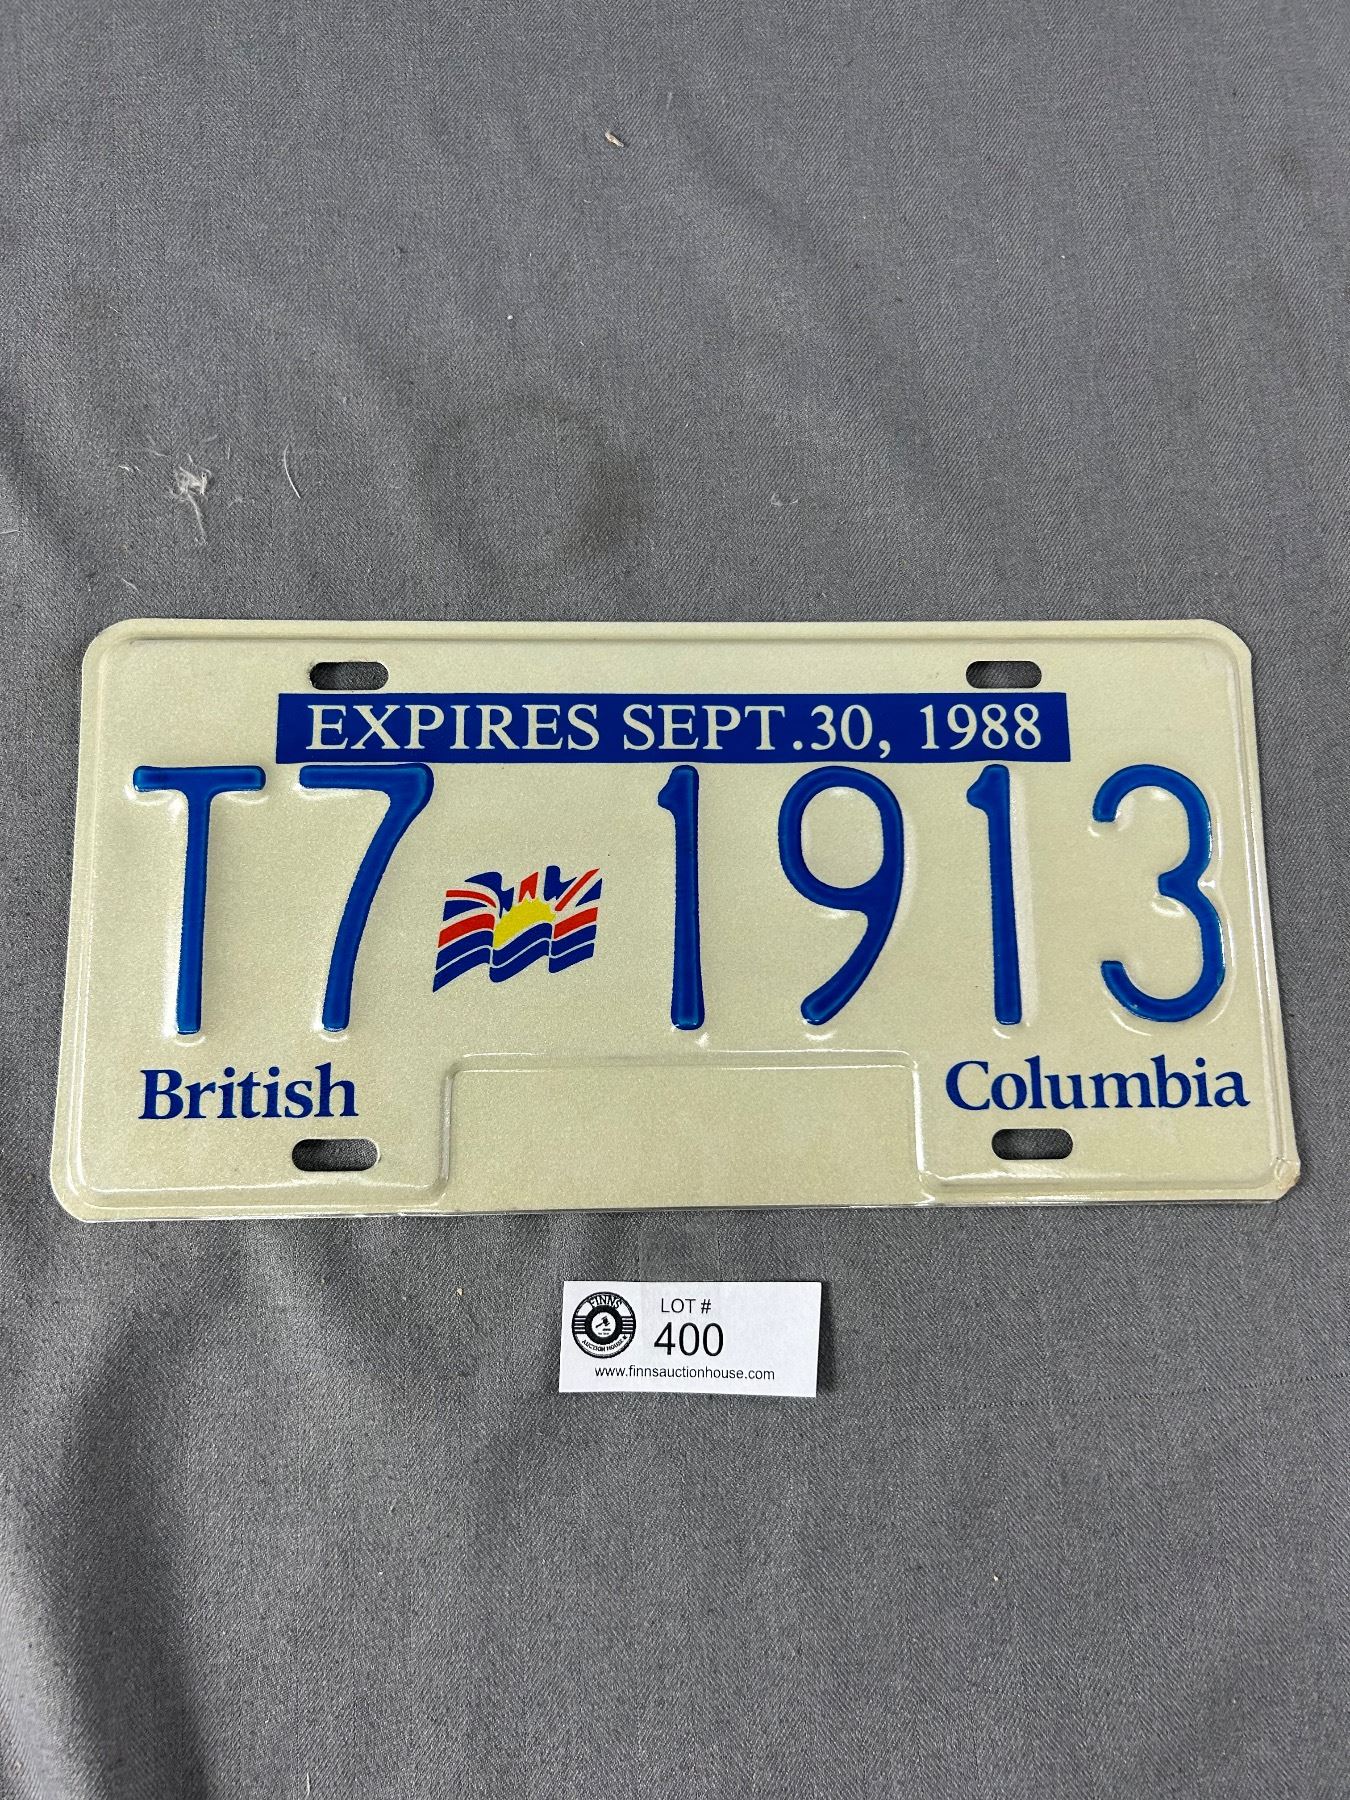 EXPIRES SEPT.30, 1988
T7 1913
British Columbia
FINNS
AUCTION HOUSE
LOT #
400
www.finnsauctionhouse.com